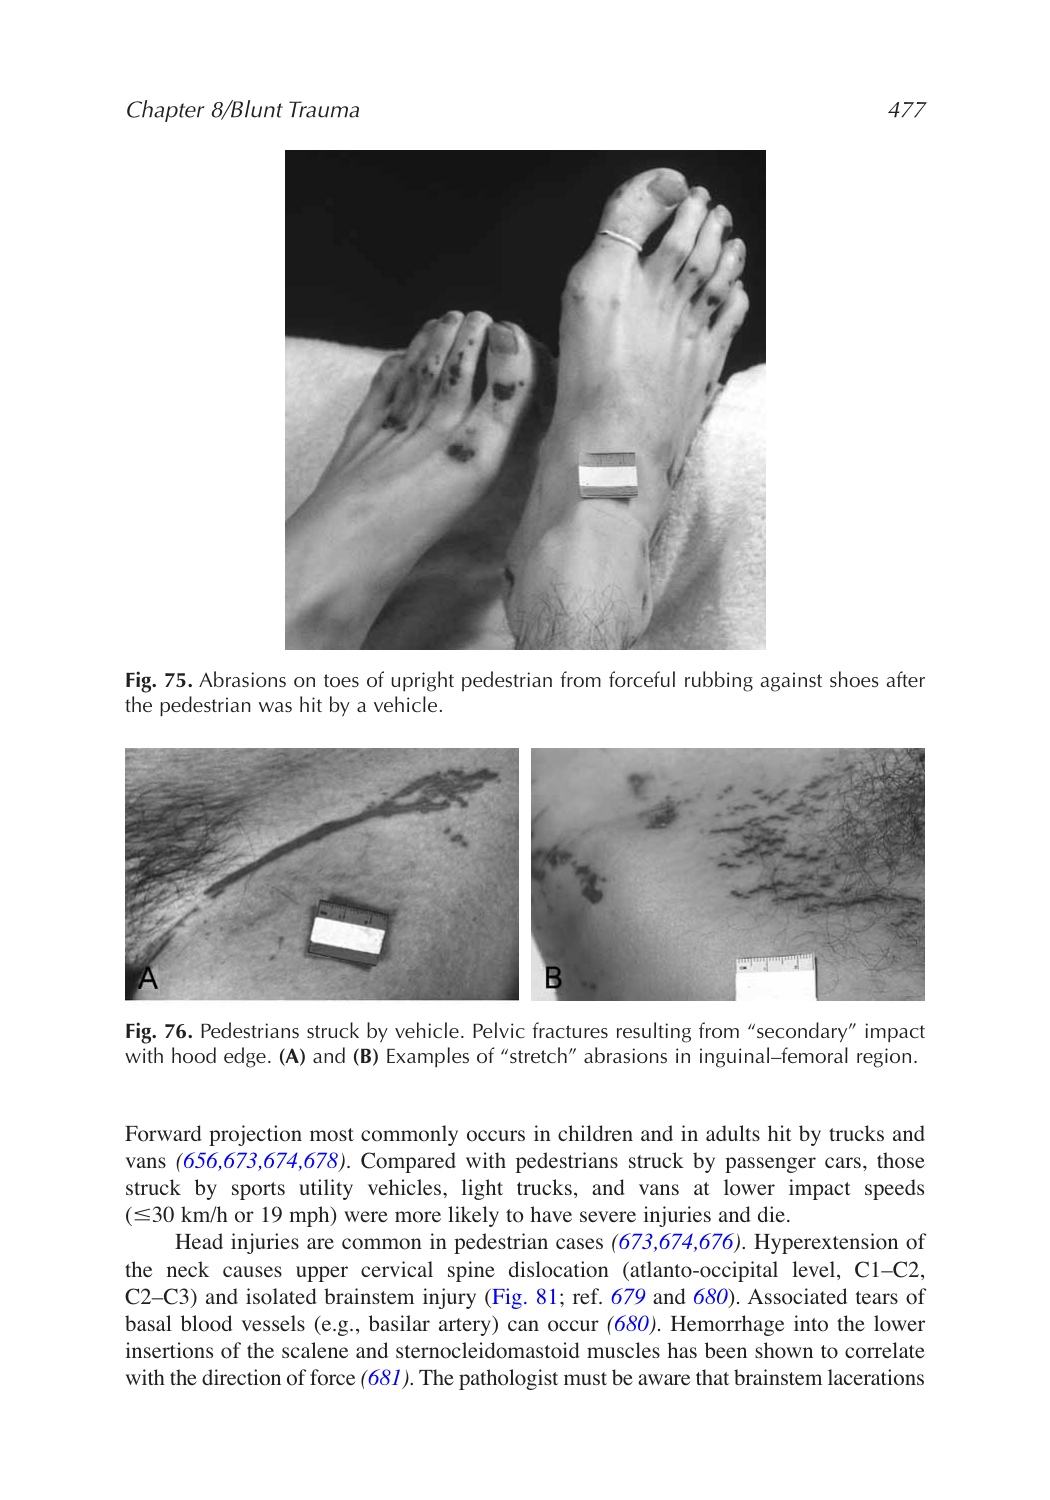 Chapter 8/Blunt Trauma 477
Fig. 75. Abrasions on toes of upright pedestrian from forceful rubbing against shoes after
the pedestrian was hit by a vehicle.
A
B
Fig. 76. Pedestrians struck by vehicle. Pelvic fractures resulting from “secondary” impact
with hood edge. (A) and (B) Examples of “stretch” abrasions in inguinal–femoral region.
Forward projection most commonly occurs in children and in adults hit by trucks and
vans (656,673,674,678). Compared with pedestrians struck by passenger cars, those
struck by sports utility vehicles, light trucks, and vans at lower impact speeds
(≤30 km/h or 19 mph) were more likely to have severe injuries and die.
Head injuries are common in pedestrian cases (673,674,676). Hyperextension of
the neck causes upper cervical spine dislocation (atlanto-occipital level, C1–C2,
C2–C3) and isolated brainstem injury (Fig. 81; ref. 679 and 680). Associated tears of
basal blood vessels (e.g., basilar artery) can occur (680). Hemorrhage into the lower
insertions of the scalene and sternocleidomastoid muscles has been shown to correlate
with the direction of force (681). The pathologist must be aware that brainstem lacerations